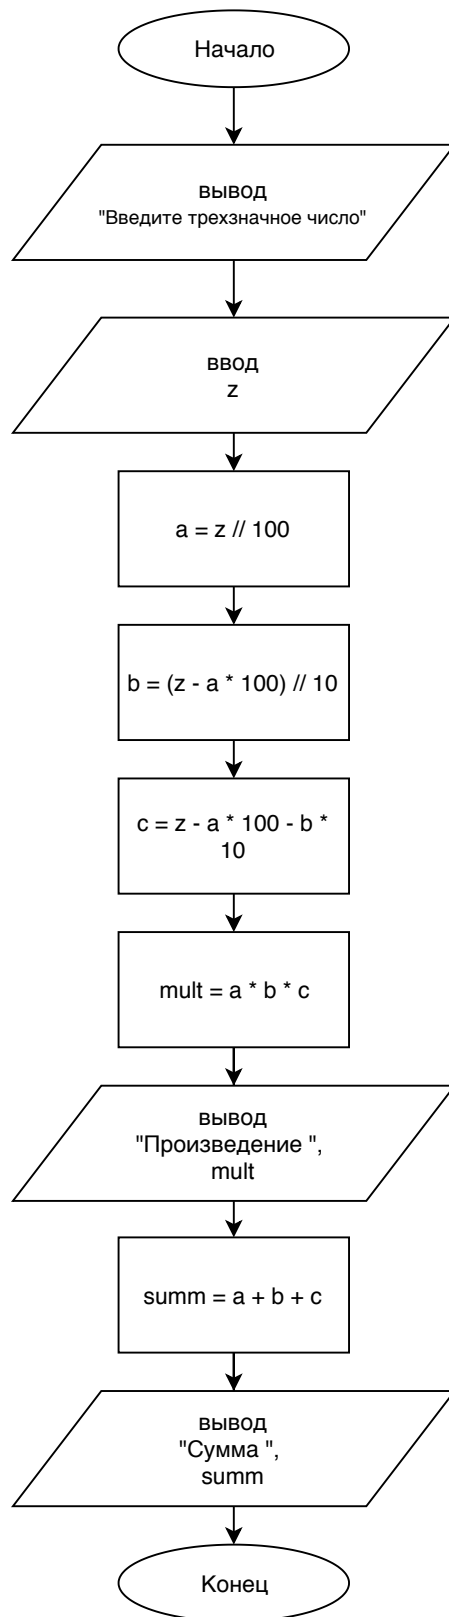 Начало
вывод
"Введите трехзначное число"
ввод
z
a = z // 100
b = (z - a * 100) // 10
c = z - a * 100 - b *
10
mult = a * b * c
вывод
"Произведение ",
mult
summ = a + b + c
вывод
"Сумма ",
summ
Конец